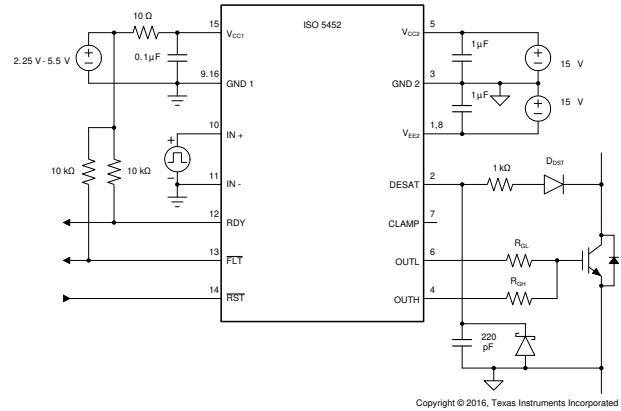 10 Ω
15
VCC1
ISO 5452
VCC2
5
2.25 V - 5.5 V
0.1µF
1µF
15 V
9,16
GND 1
GND 2
3
1µF
15 V
10
IN +
VEE2
1,8
10 kΩ
10 kΩ
11
IN -
DESAT
2
1 kΩ
DDST
12
RDY
CLAMP
7
13
FLT
OUTL
6
RGL
14
RST
OUTH
4
RGH
220
pF
Copyright © 2016, Texas Instruments Incorporated